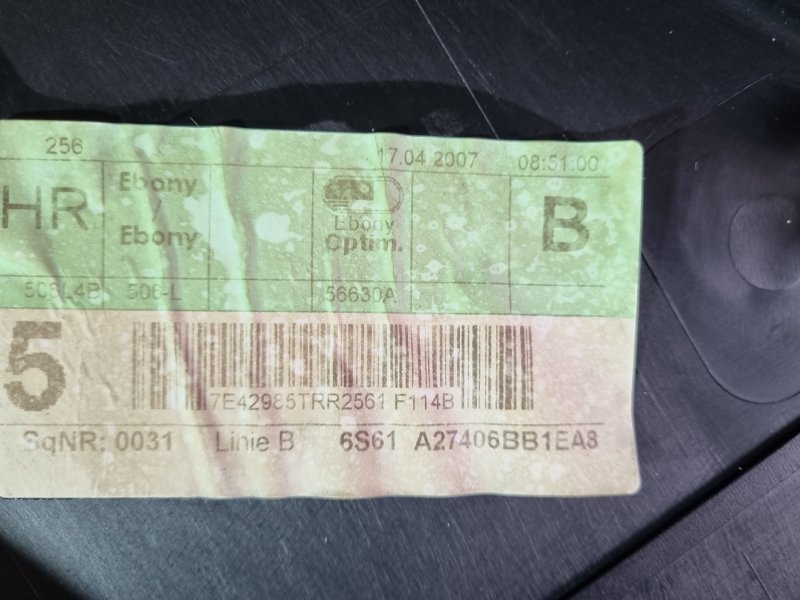 256 17.04.2007 08:51:00
HR Ebony Ebony B
Ebony Optim.
503L4B 506-L 56630A
5
7E42985TRR2561 F114B
SqNR: 0031 Linie B 6S61 A27406BB1EA8